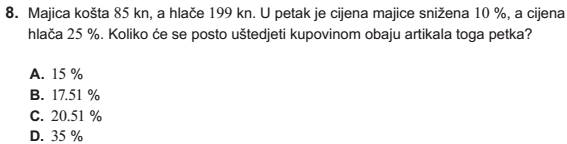 8. Majica košta 85 kn, a hlače 199 kn. U petak je cijena majice snižena 10 %, a cijena
hlača 25 %. Koliko će se posto uštedjeti kupovinom obaju artikala toga petka?
A. 15 %
B. 17.51 %
C. 20.51 %
D. 35 %